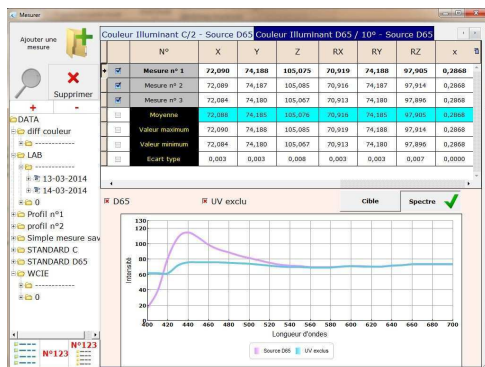 Mesurer
Ajouter une mesure
Supprimer
+ -
DATA
diff couleur
------------
LAB
------------
13-03-2014
14-03-2014
0
Profil n°1
profil n°2
Simple mesure sav
STANDARD C
STANDARD D65
WCIE
------------
0
N°123 N°123
Couleur Illuminant C/2 - Source D65 Couleur Illuminant D65 / 10° - Source D65
N° X Y Z RX RY RZ x
Mesure n° 1 72,090 74,188 105,075 70,919 74,188 97,905 0,2868
Mesure n° 2 72,089 74,187 105,085 70,916 74,187 97,914 0,2868
Mesure n° 3 72,084 74,180 105,067 70,913 74,180 97,896 0,2868
Moyenne 72,088 74,185 105,076 70,916 74,185 97,905 0,2868
Valeur maximum 72,090 74,188 105,085 70,919 74,188 97,914 0,2868
Valeur minimum 72,084 74,180 105,067 70,913 74,180 97,896 0,2868
Ecart type 0,003 0,003 0,008 0,003 0,003 0,007 0,0000
D65 UV exclu Cible Spectre
Intensité
130
120
100
80
60
40
20
0
400 420 440 460 480 500 520 540 560 580 600 620 640 660 680 700
Longueur d'ondes
Source D65 UV exclus